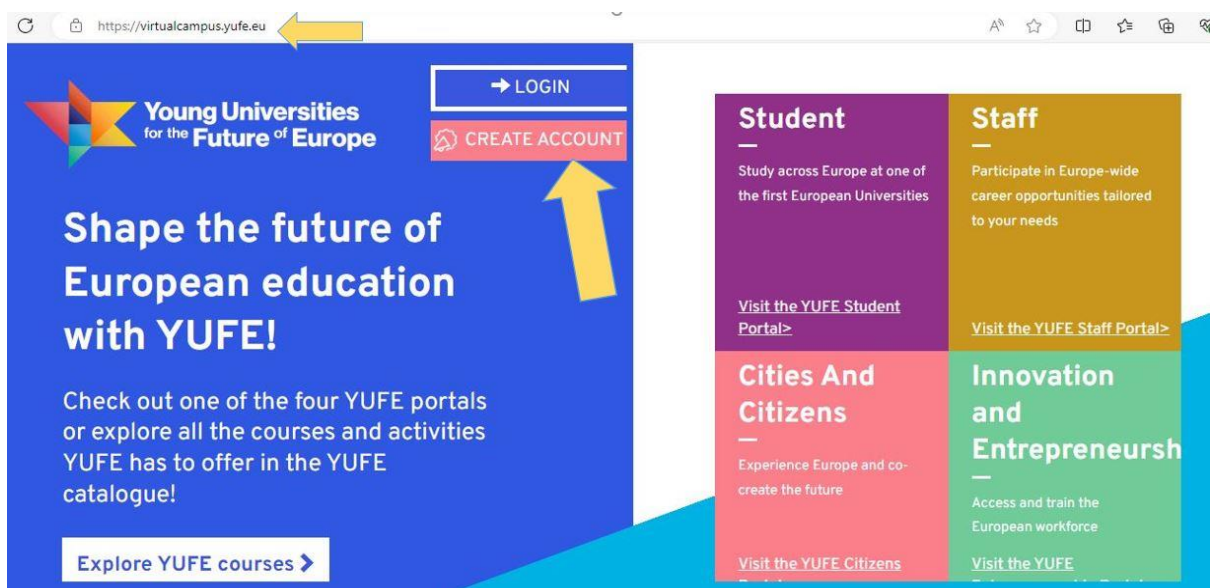 https://virtualcampus.yufe.eu
Young Universities
for the Future of Europe
LOGIN
CREATE ACCOUNT
Shape the future of
European education
with YUFE!
Check out one of the four YUFE portals
or explore all the courses and activities
YUFE has to offer in the YUFE
catalogue!
Explore YUFE courses
Student
Study across Europe at one of
the first European Universities
Visit the YUFE Student
Portal>
Staff
Participate in Europe-wide
career opportunities tailored
to your needs
Visit the YUFE Staff Portal>
Cities And
Citizens
Experience Europe and co-
create the future
Visit the YUFE Citizens
Innovation
and
Entrepreneursh
Access and train the
European workforce
Visit the YUFE